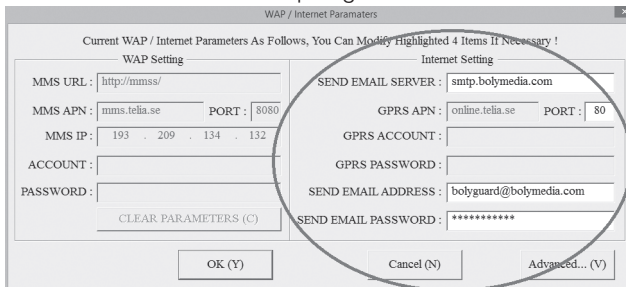 WAP / Internet Paramaters
Current WAP / Internet Parameters As Follows, You Can Modify Highlighted 4 Items If Necessary !
WAP Setting
MMS URL : http://mmss/
MMS APN : mms.telia.se PORT : 8080
MMS IP : 193 . 209 . 134 . 132
ACCOUNT :
PASSWORD :
CLEAR PARAMETERS (C)
Internet Setting
SEND EMAIL SERVER : smtp.bolymedia.com
GPRS APN : online.telia.se PORT : 80
GPRS ACCOUNT :
GPRS PASSWORD :
SEND EMAIL ADDRESS : bolyguard@bolymedia.com
SEND EMAIL PASSWORD : ***********
OK (Y) Cancel (N) Advanced... (V)